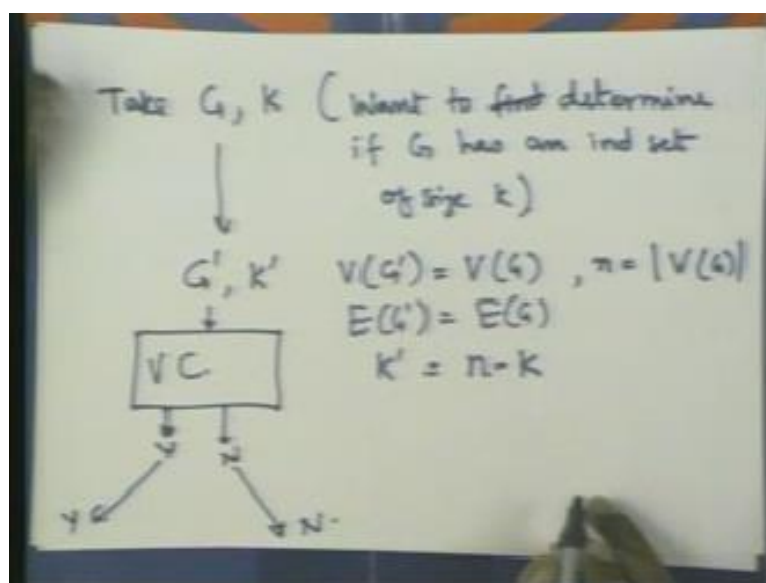 Take G, K (Want to find determine
if G has an ind set
of size k)
G', K' V(G') = V(G) , n = |V(G)|
E(G') = E(G)
VC K' = n - K
Y N
Y N